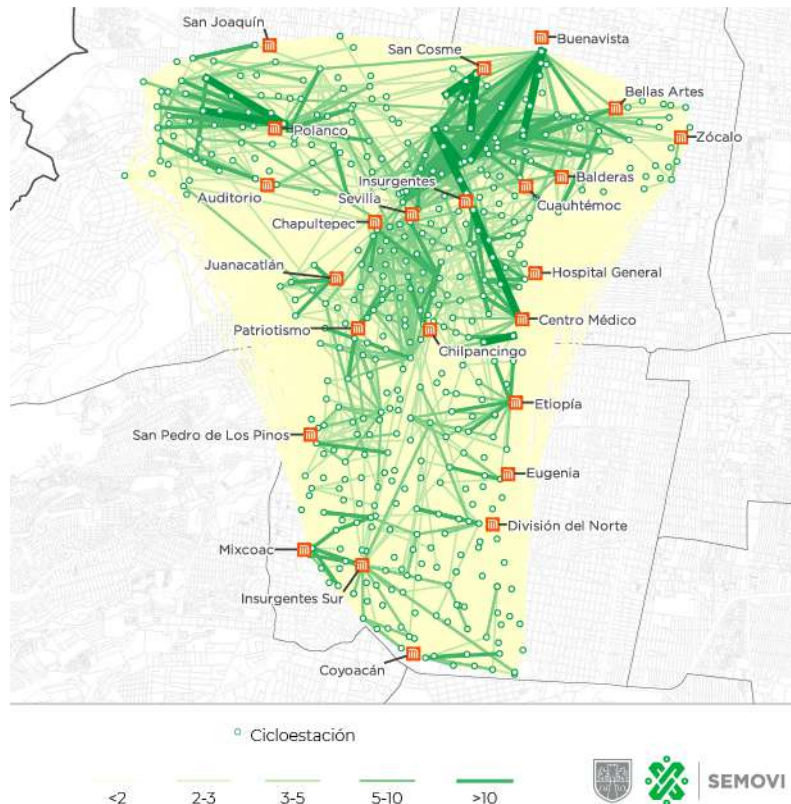 San Joaquín
San Cosme
Buenavista
Bellas Artes
Polanco
Zócalo
Auditorio
Insurgentes
Balderas
Sevilla
Cuauhtémoc
Chapultepec
Juanacatlán
Hospital General
Patriotismo
Centro Médico
Chilpancingo
Etiopía
San Pedro de Los Pinos
Eugenia
División del Norte
Mixcoac
Insurgentes Sur
Coyoacán
Cicloestación
<2
2-3
3-5
5-10
>10
SEMOVI